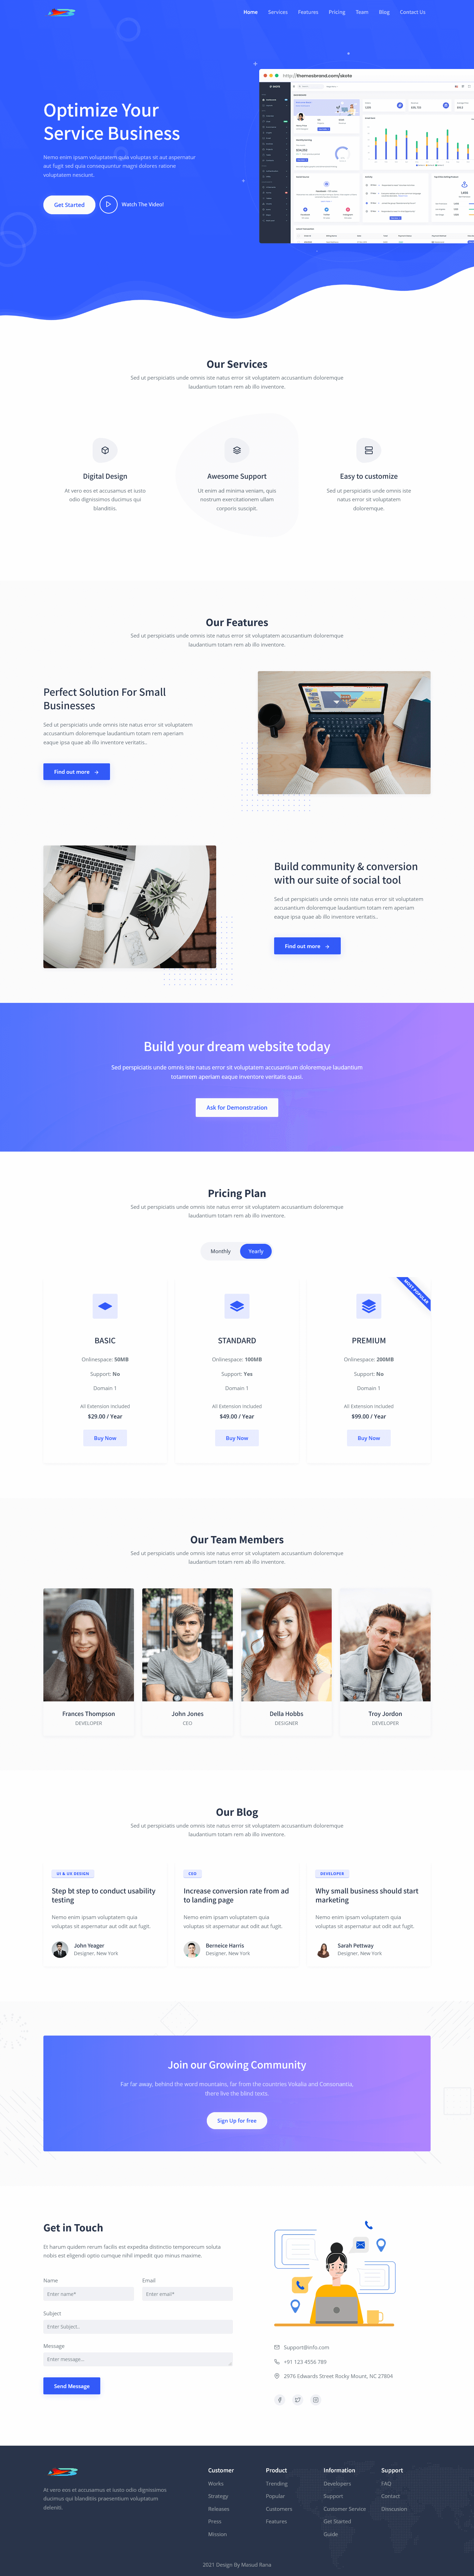 Home Services Features Pricing Team Blog Contact Us
http://themesbrand.com/skote
Optimize Your
Service Business
Nemo enim ipsam voluptatem quia voluptas sit aut aspernatur
aut fugit sed quia consequuntur magni dolores ratione
voluptatem nesciunt.
Get Started
Watch The Video!
Our Services
Sed ut perspiciatis unde omnis iste natus error sit voluptatem accusantium doloremque
laudantium totam rem ab illo inventore.
Digital Design
At vero eos et accusamus et iusto
odio dignissimos ducimus qui
blanditiis.
Awesome Support
Ut enim ad minima veniam, quis
nostrum exercitationem ullam
corporis suscipit.
Easy to customize
Sed ut perspiciatis unde omnis iste
natus error sit voluptatem
doloremque.
Our Features
Sed ut perspiciatis unde omnis iste natus error sit voluptatem accusantium doloremque
laudantium totam rem ab illo inventore.
Perfect Solution For Small
Businesses
Sed ut perspiciatis unde omnis iste natus error sit voluptatem
accusantium doloremque laudantium totam rem aperiam
eaque ipsa quae ab illo inventore veritatis..
Find out more
Build community & conversion
with our suite of social tool
Sed ut perspiciatis unde omnis iste natus error sit voluptatem
accusantium doloremque laudantium totam rem aperiam
eaque ipsa quae ab illo inventore veritatis..
Find out more
Build your dream website today
Sed perspiciatis unde omnis iste natus error sit voluptatem accusantium doloremque laudantium
totamrem aperiam eaque inventore veritatis quasi.
Ask for Demonstration
Pricing Plan
Sed ut perspiciatis unde omnis iste natus error sit voluptatem accusantium doloremque
laudantium totam rem ab illo inventore.
Monthly Yearly
BASIC
Onlinespace: 50MB
Support: No
Domain 1
All Extension Included
$29.00 / Year
Buy Now
STANDARD
Onlinespace: 100MB
Support: Yes
Domain 1
All Extension Included
$49.00 / Year
Buy Now
MOST POPULAR
PREMIUM
Onlinespace: 200MB
Support: No
Domain 1
All Extension Included
$99.00 / Year
Buy Now
Our Team Members
Sed ut perspiciatis unde omnis iste natus error sit voluptatem accusantium doloremque
laudantium totam rem ab illo inventore.
Frances Thompson
DEVELOPER
John Jones
CEO
Della Hobbs
DESIGNER
Troy Jordon
DEVELOPER
Our Blog
Sed ut perspiciatis unde omnis iste natus error sit voluptatem accusantium doloremque
laudantium totam rem ab illo inventore.
UI & UX DESIGN
Step bt step to conduct usability
testing
Nemo enim ipsam voluptatem quia
voluptas sit aspernatur aut odit aut fugit.
John Yeager
Designer, New York
CEO
Increase conversion rate from ad
to landing page
Nemo enim ipsam voluptatem quia
voluptas sit aspernatur aut odit aut fugit.
Berneice Harris
Designer, New York
DEVELOPER
Why small business should start
marketing
Nemo enim ipsam voluptatem quia
voluptas sit aspernatur aut odit aut fugit.
Sarah Pettway
Designer, New York
Join our Growing Community
Far far away, behind the word mountains, far from the countries Vokalia and Consonantia,
there live the blind texts.
Sign Up for free
Get in Touch
Et harum quidem rerum facilis est expedita distinctio temporecum soluta
nobis est eligendi optio cumque nihil impedit quo minus maxime.
Name
Enter name*
Email
Enter email*
Subject
Enter Subject...
Message
Enter message...
Send Message
Support@info.com
+91 123 4556 789
2976 Edwards Street Rocky Mount, NC 27804
At vero eos et accusamus et iusto odio dignissimos
ducimus qui blanditiis praesentium voluptatum
deleniti.
Customer
Works
Strategy
Releases
Press
Mission
Product
Trending
Popular
Customers
Features
Information
Developers
Support
Customer Service
Get Started
Guide
Support
FAQ
Contact
Discussion
2021 Design By Masud Rana